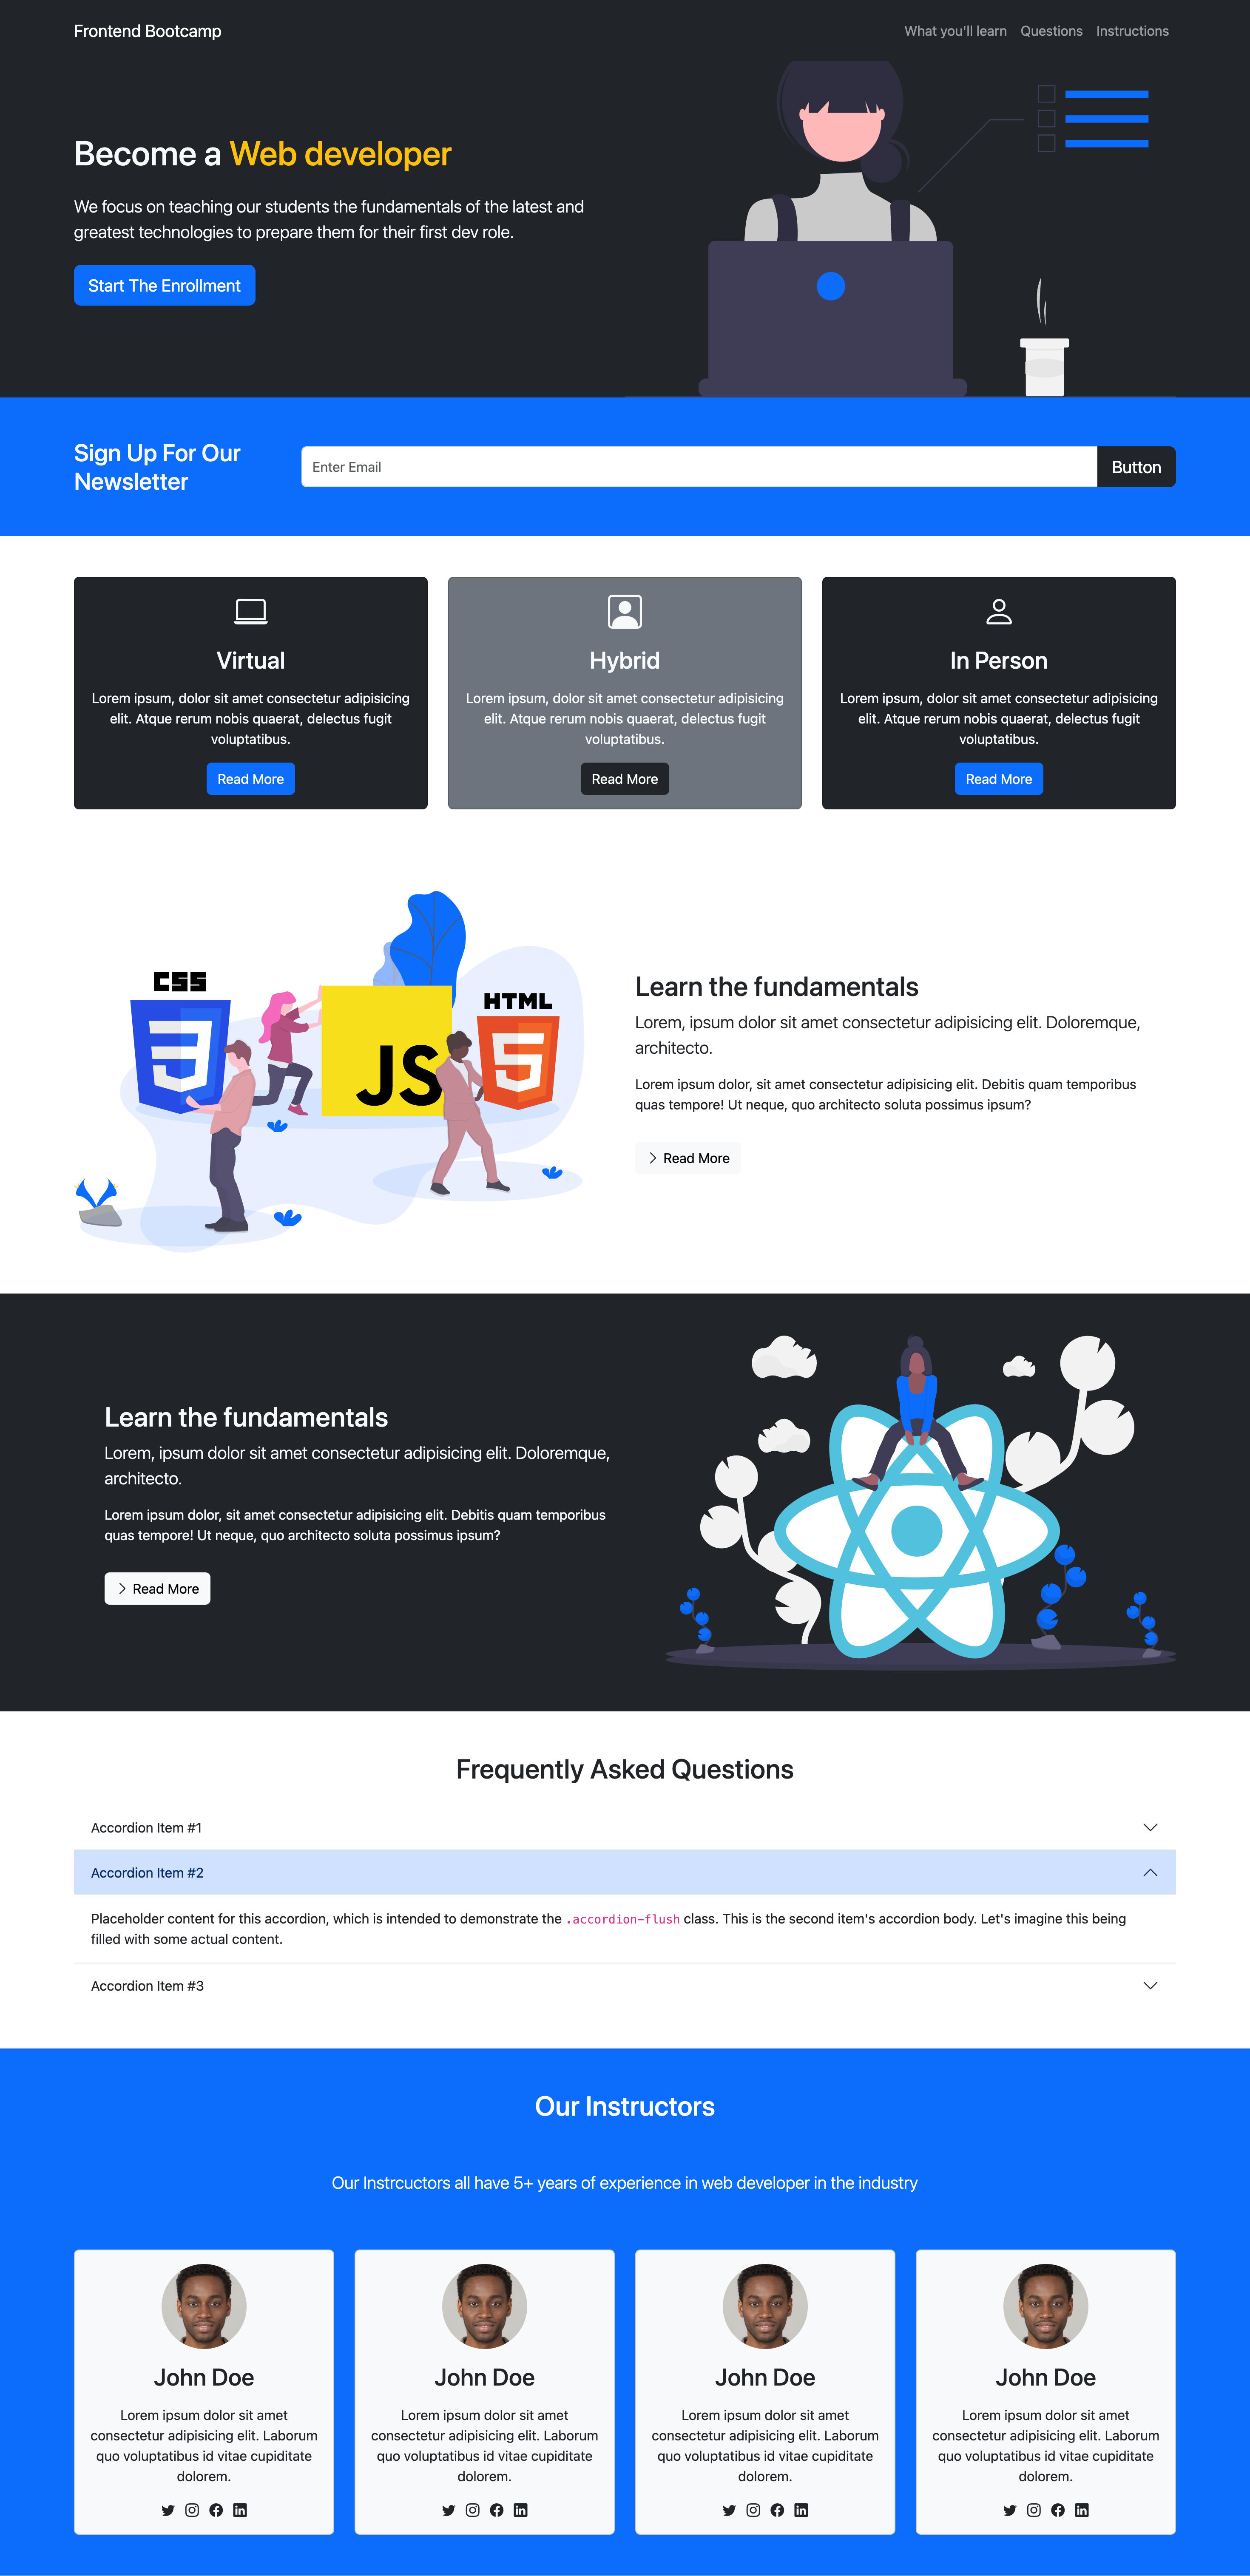 Frontend Bootcamp
What you'll learn
Questions
Instructions
Become a Web developer
We focus on teaching our students the fundamentals of the latest and
greatest technologies to prepare them for their first dev role.
Start The Enrollment
Sign Up For Our
Newsletter
Enter Email
Button
Virtual
Lorem ipsum, dolor sit amet consectetur adipisicing
elit. Atque rerum nobis quaerat, delectus fugit
voluptatibus.
Read More
Hybrid
Lorem ipsum, dolor sit amet consectetur adipisicing
elit. Atque rerum nobis quaerat, delectus fugit
voluptatibus.
Read More
In Person
Lorem ipsum, dolor sit amet consectetur adipisicing
elit. Atque rerum nobis quaerat, delectus fugit
voluptatibus.
Read More
CSS
3
JS
HTML
5
Learn the fundamentals
Lorem, ipsum dolor sit amet consectetur adipisicing elit. Doloremque,
architecto.
Lorem ipsum dolor, sit amet consectetur adipisicing elit. Debitis quam temporibus
quas tempore! Ut neque, quo architecto soluta possimus ipsum?
Read More
Learn the fundamentals
Lorem, ipsum dolor sit amet consectetur adipisicing elit. Doloremque,
architecto.
Lorem ipsum dolor, sit amet consectetur adipisicing elit. Debitis quam temporibus
quas tempore! Ut neque, quo architecto soluta possimus ipsum?
Read More
Frequently Asked Questions
Accordion Item #1
Accordion Item #2
Placeholder content for this accordion, which is intended to demonstrate the .accordion-flush class. This is the second item's accordion body. Let's imagine this being
filled with some actual content.
Accordion Item #3
Our Instructors
Our Instrcuctors all have 5+ years of experience in web developer in the industry
John Doe
Lorem ipsum dolor sit amet
consectetur adipisicing elit. Laborum
quo voluptatibus id vitae cupiditate
dolorem.
John Doe
Lorem ipsum dolor sit amet
consectetur adipisicing elit. Laborum
quo voluptatibus id vitae cupiditate
dolorem.
John Doe
Lorem ipsum dolor sit amet
consectetur adipisicing elit. Laborum
quo voluptatibus id vitae cupiditate
dolorem.
John Doe
Lorem ipsum dolor sit amet
consectetur adipisicing elit. Laborum
quo voluptatibus id vitae cupiditate
dolorem.